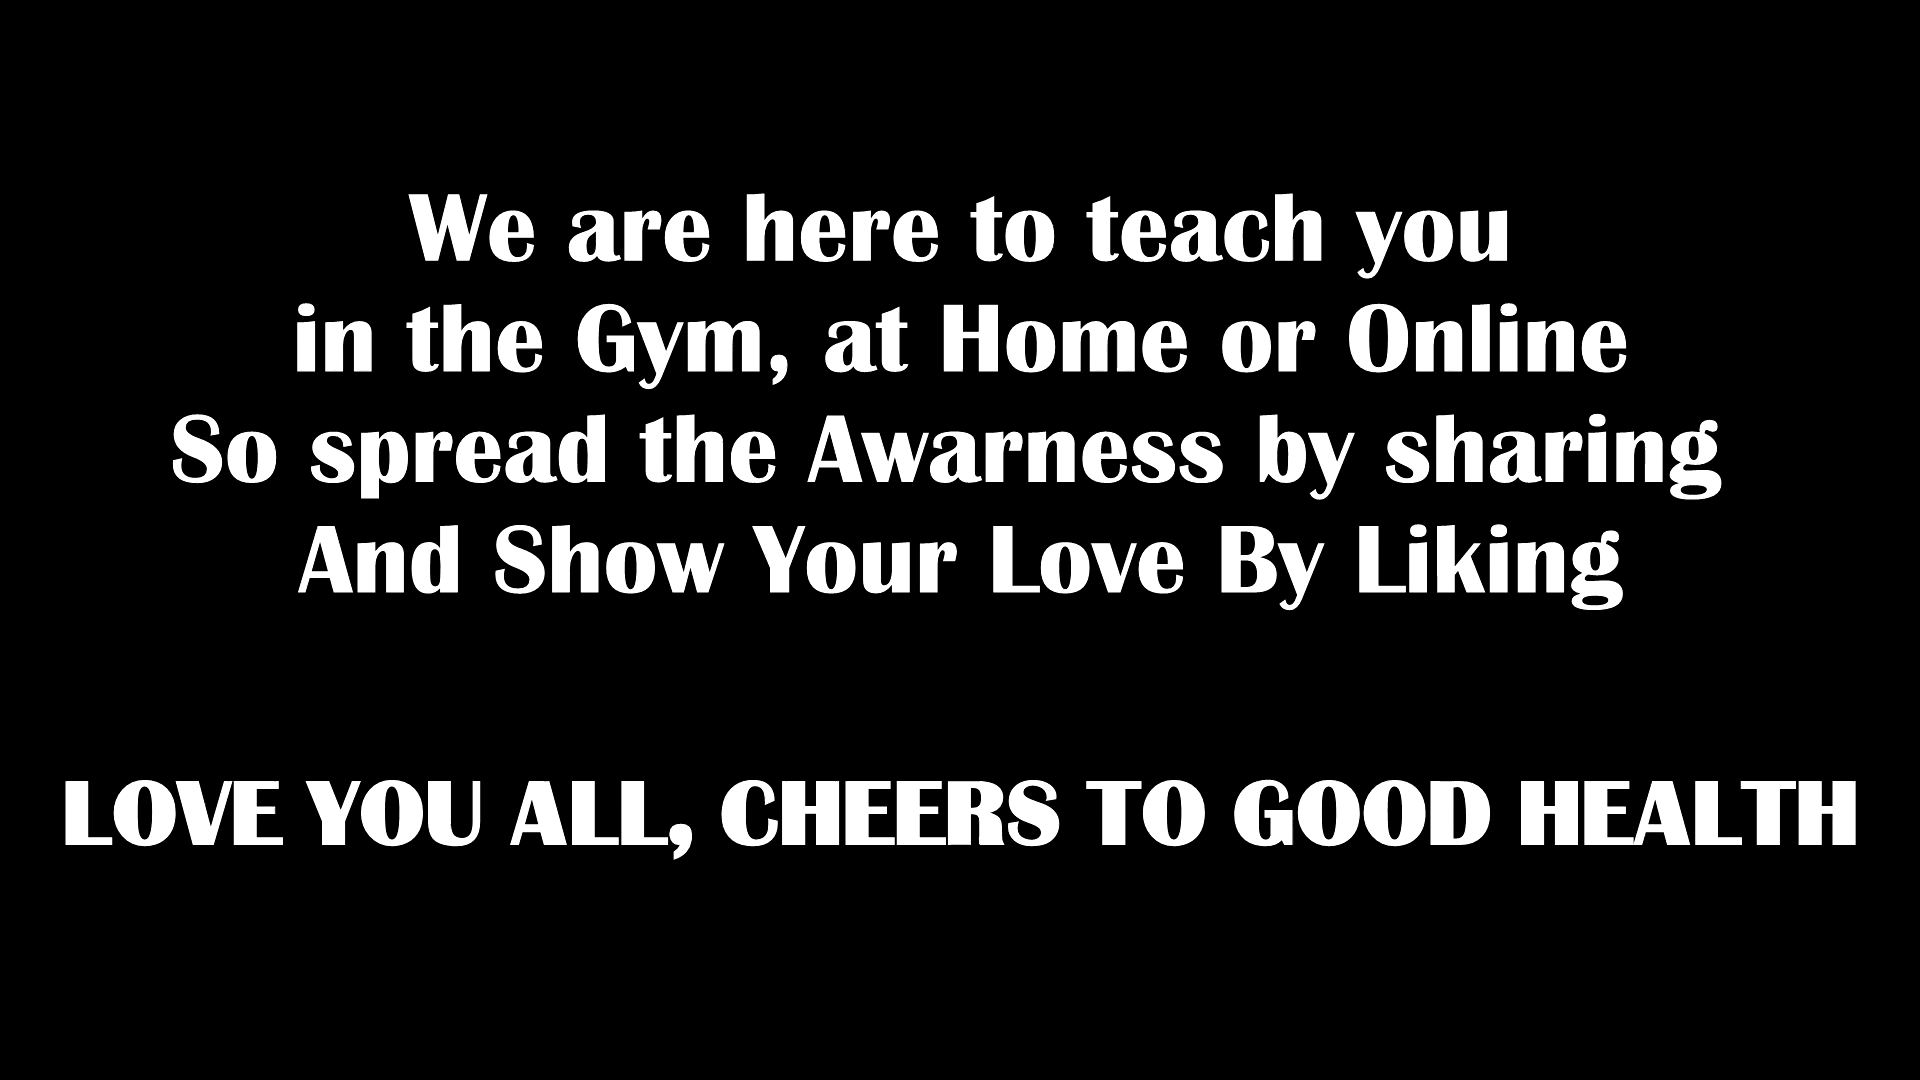 We are here to teach you
in the Gym, at Home or Online
So spread the Awarness by sharing
And Show Your Love By Liking
LOVE YOU ALL, CHEERS TO GOOD HEALTH